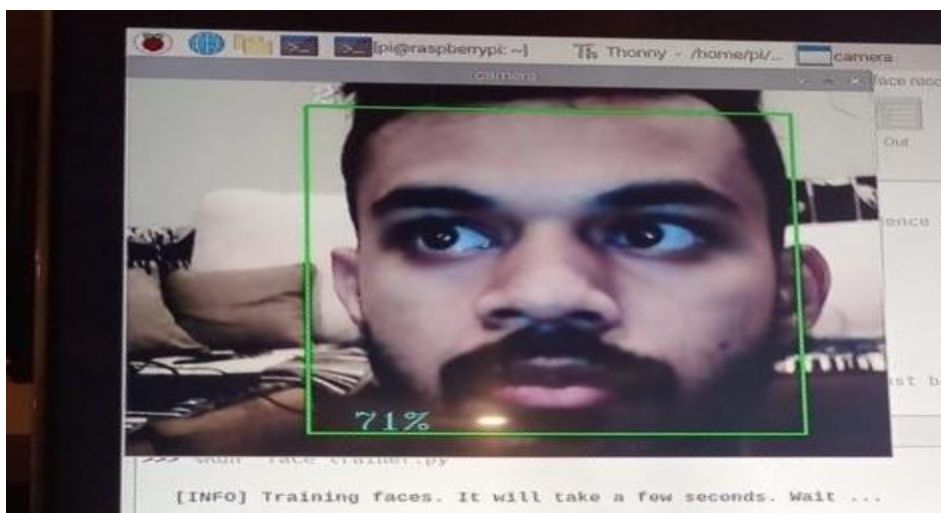 [pi@raspberrypi: ~] Thonny - /home/pi/... camera
camera
Out
71%
[INFO] Training faces. It will take a few seconds. Wait ...